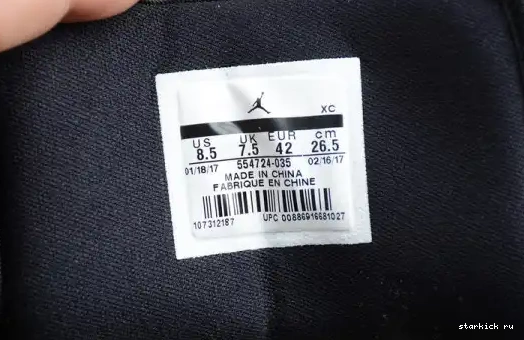 XC
US UK EUR cm
8.5 7.5 42 26.5
01/18/17 554724-035 02/16/17
MADE IN CHINA
FABRIQUE EN CHINE
107312187 UPC 00886916681027
starkick ru